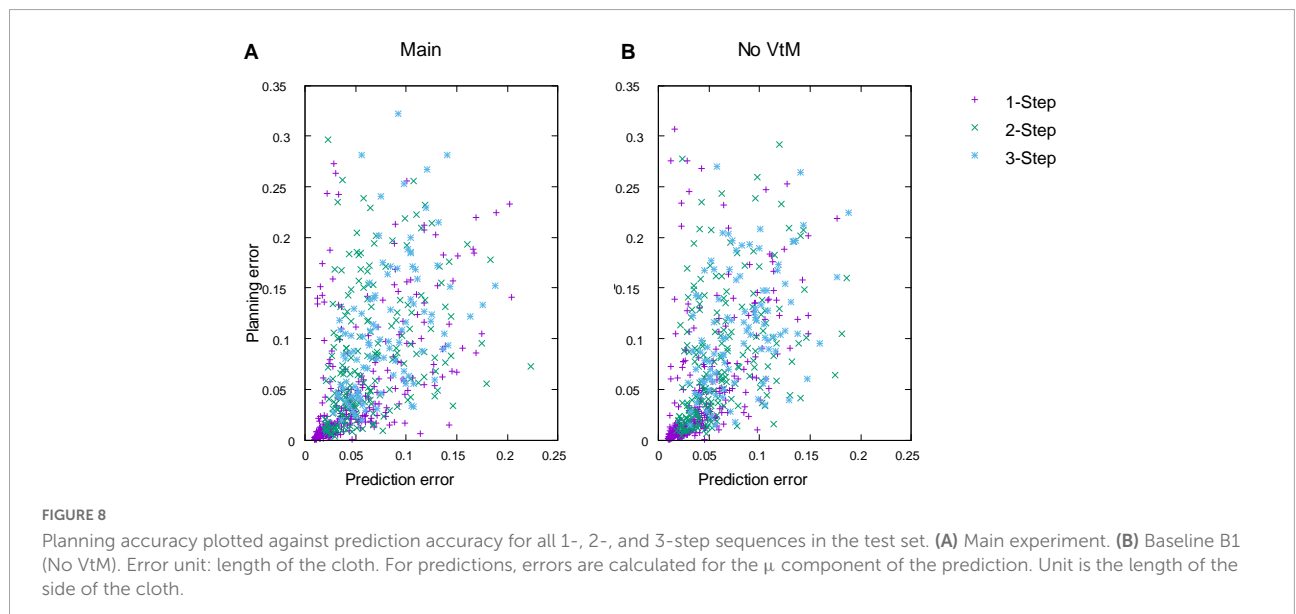 A Main
0.35
0.3
0.25
0.2
0.15
0.1
0.05
0
Planning error
0 0.05 0.1 0.15 0.2 0.25
Prediction error
B No VtM
0.35
0.3
0.25
0.2
0.15
0.1
0.05
0
0 0.05 0.1 0.15 0.2 0.25
Prediction error
1-Step
2-Step
3-Step
FIGURE 8
Planning accuracy plotted against prediction accuracy for all 1-, 2-, and 3-step sequences in the test set. (A) Main experiment. (B) Baseline B1
(No VtM). Error unit: length of the cloth. For predictions, errors are calculated for the μ component of the prediction. Unit is the length of the
side of the cloth.